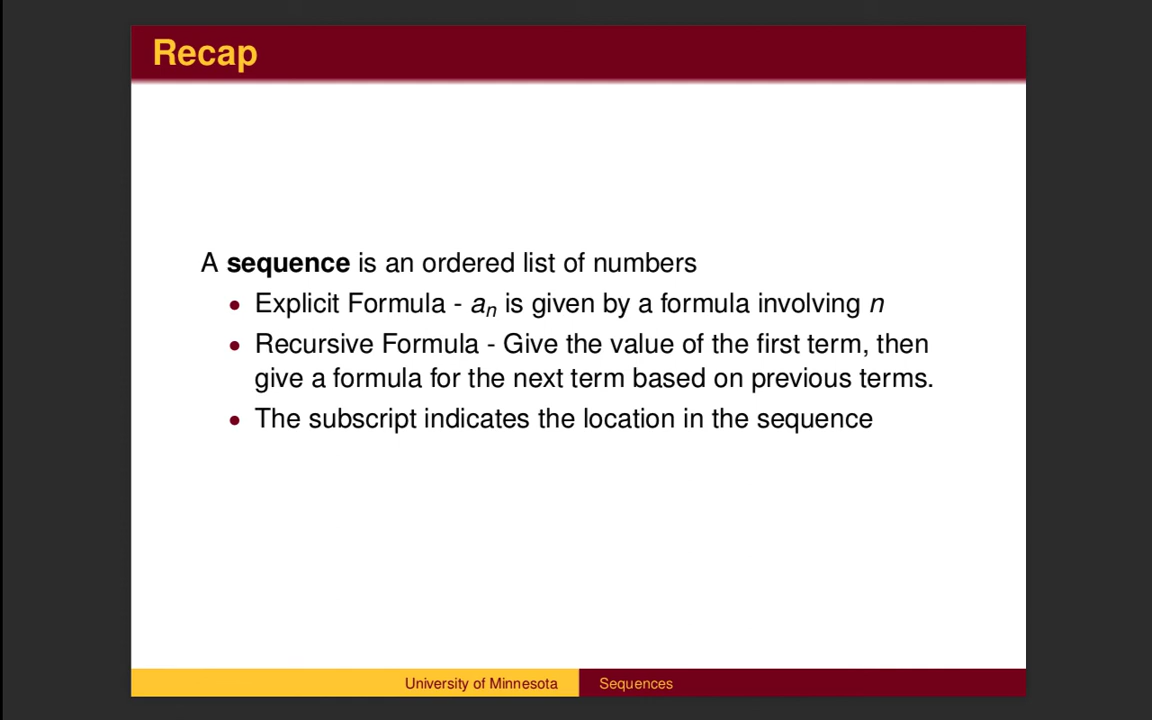 Recap
A sequence is an ordered list of numbers
• Explicit Formula - aₙ is given by a formula involving n
• Recursive Formula - Give the value of the first term, then
give a formula for the next term based on previous terms.
• The subscript indicates the location in the sequence
University of Minnesota
Sequences